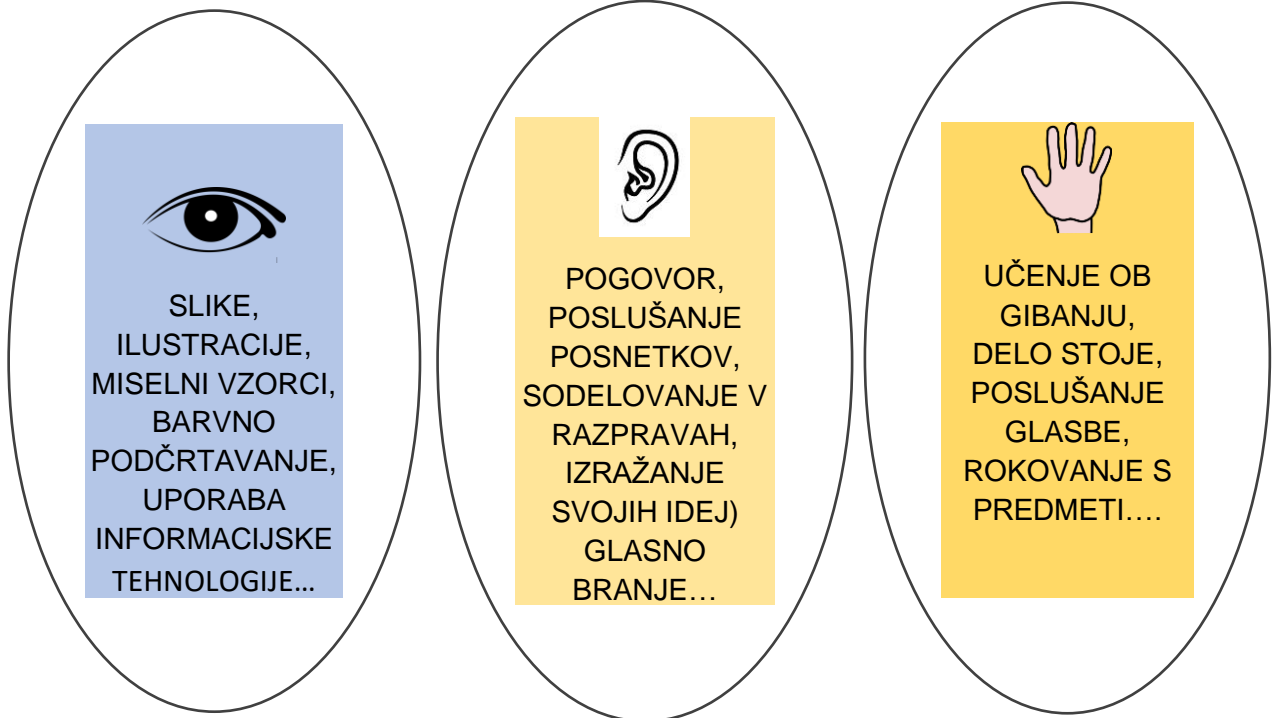 SLIKE,
ILUSTRACIJE,
MISELNI VZORCI,
BARVNO
PODČRTAVANJE,
UPORABA
INFORMACIJSKE
TEHNOLOGIJE...
POGOVOR,
POSLUŠANJE
POSNETKOV,
SODELOVANJE V
RAZPRAVAH,
IZRAŽANJE
SVOJIH IDEJ)
GLASNO
BRANJE…
UČENJE OB
GIBANJU,
DELO STOJE,
POSLUŠANJE
GLASBE,
ROKOVANJE S
PREDMETI….